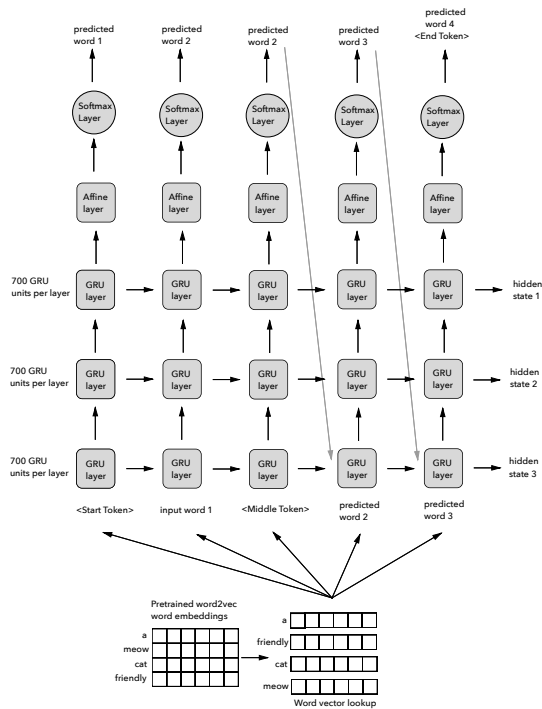 predicted
word 1
predicted
word 2
predicted
word 2
predicted
word 3
predicted
word 4
<End Token>
Softmax
Layer
Softmax
Layer
Softmax
Layer
Softmax
Layer
Softmax
Layer
Affine
layer
Affine
layer
Affine
layer
Affine
layer
Affine
layer
700 GRU
units per layer
GRU
layer
GRU
layer
GRU
layer
GRU
layer
GRU
layer
hidden
state 1
700 GRU
units per layer
GRU
layer
GRU
layer
GRU
layer
GRU
layer
GRU
layer
hidden
state 2
700 GRU
units per layer
GRU
layer
GRU
layer
GRU
layer
GRU
layer
GRU
layer
hidden
state 3
<Start Token>
input word 1
<Middle Token>
predicted
word 2
predicted
word 3
Pretrained word2vec
word embeddings
a
meow
cat
friendly
a
friendly
cat
meow
Word vector lookup